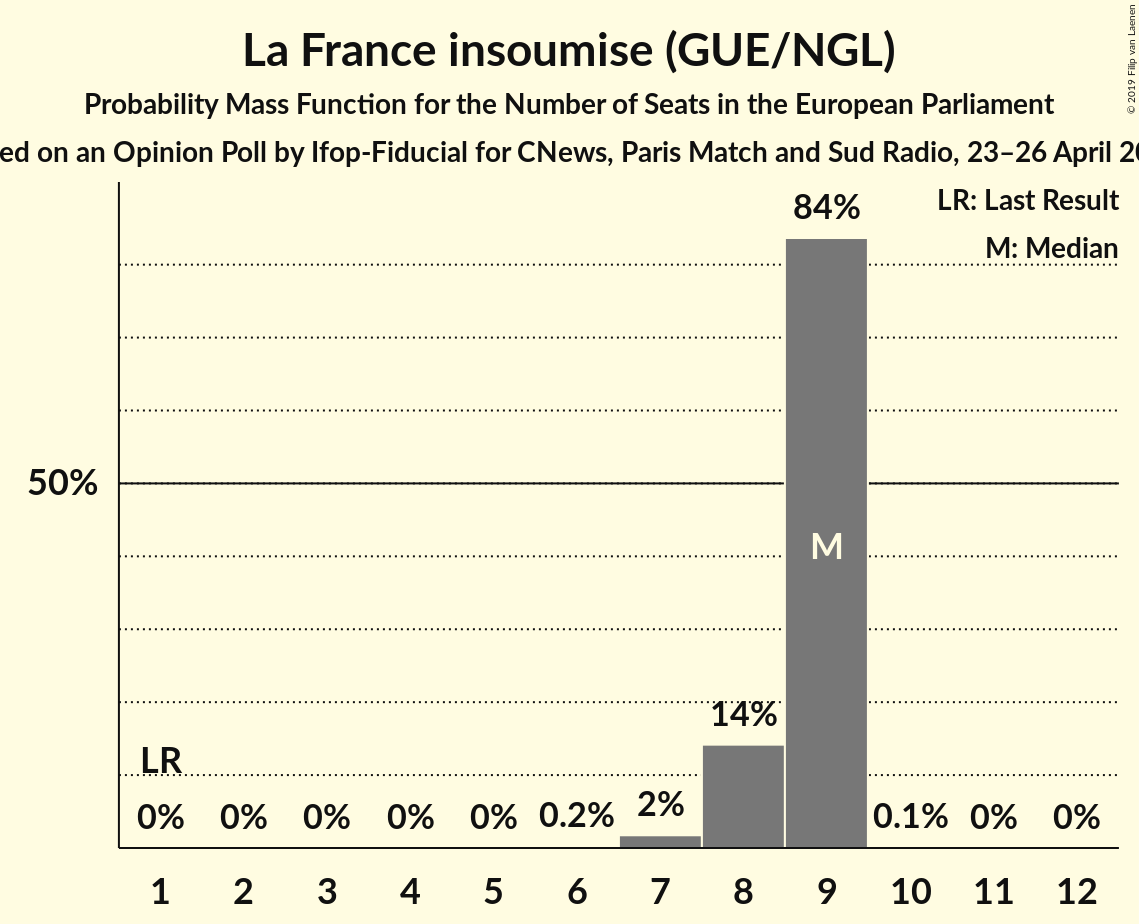 La France insoumise (GUE/NGL)
Probability Mass Function for the Number of Seats in the European Parliament
ed on an Opinion Poll by Ifop-Fiducial for CNews, Paris Match and Sud Radio, 23–26 April 20
© 2019 Filip van Laenen
LR: Last Result
M: Median
84%
50%
M
14%
LR
0% 0% 0% 0% 0% 0.2% 2% 0.1% 0% 0%
1 2 3 4 5 6 7 8 9 10 11 12